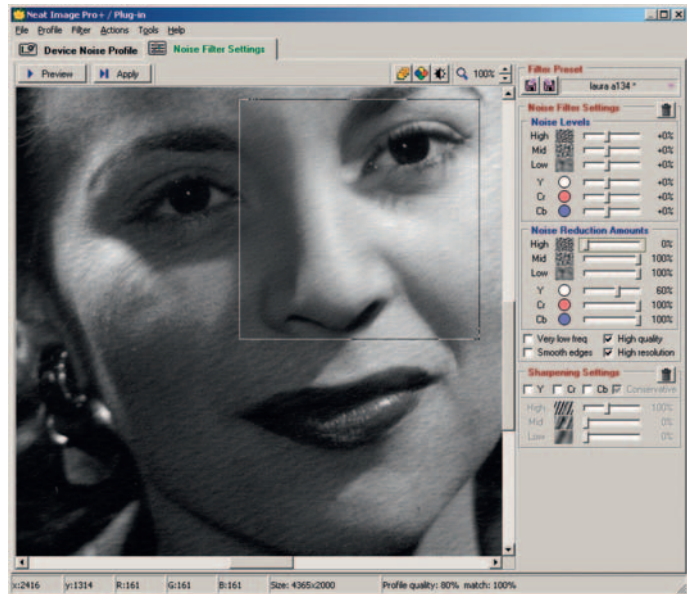 Neat Image Pro+ / Plug-in
File Profile Filter Actions Tools Help
Device Noise Profile Noise Filter Settings
Preview Apply 100%
Filter Preset
laura a134 *
Noise Filter Settings
Noise Levels
High +0%
Mid +0%
Low +0%
Y +0%
Cr +0%
Cb +0%
Noise Reduction Amounts
High 0%
Mid 100%
Low 100%
Y 60%
Cr 100%
Cb 100%
Very low freq High quality
Smooth edges High resolution
Sharpening Settings
Y Cr Cb Conservative
High 100%
Mid 0%
Low 0%
x:2416 y:1314 R:161 G:161 B:161 Size: 4365x2000 Profile quality: 80% match: 100%